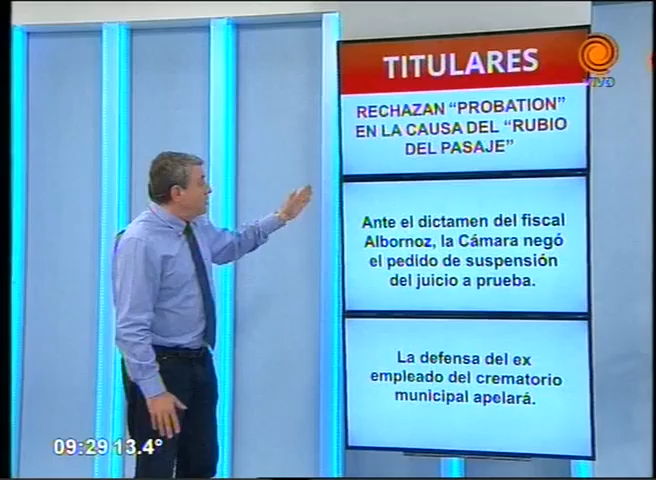 TITULARES
VIVO
RECHAZAN “PROBATION”
EN LA CAUSA DEL “RUBIO
DEL PASAJE”
Ante el dictamen del fiscal
Albornoz, la Cámara negó
el pedido de suspensión
del juicio a prueba.
La defensa del ex
empleado del crematorio
municipal apelará.
09:29 13.4°